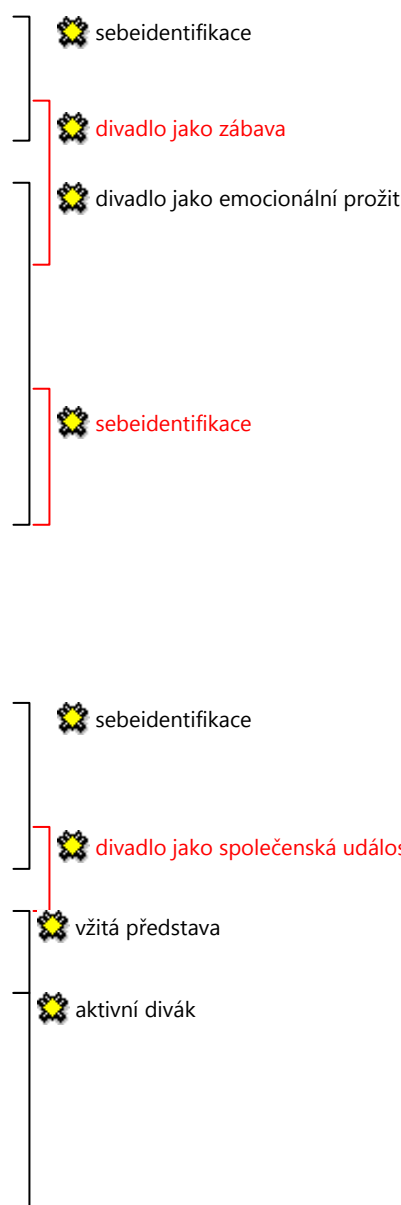 sebeidentifikace
divadlo jako zábava
divadlo jako emocionální prožit
sebeidentifikace
sebeidentifikace
divadlo jako společenská událos
vžitá představa
aktivní divák